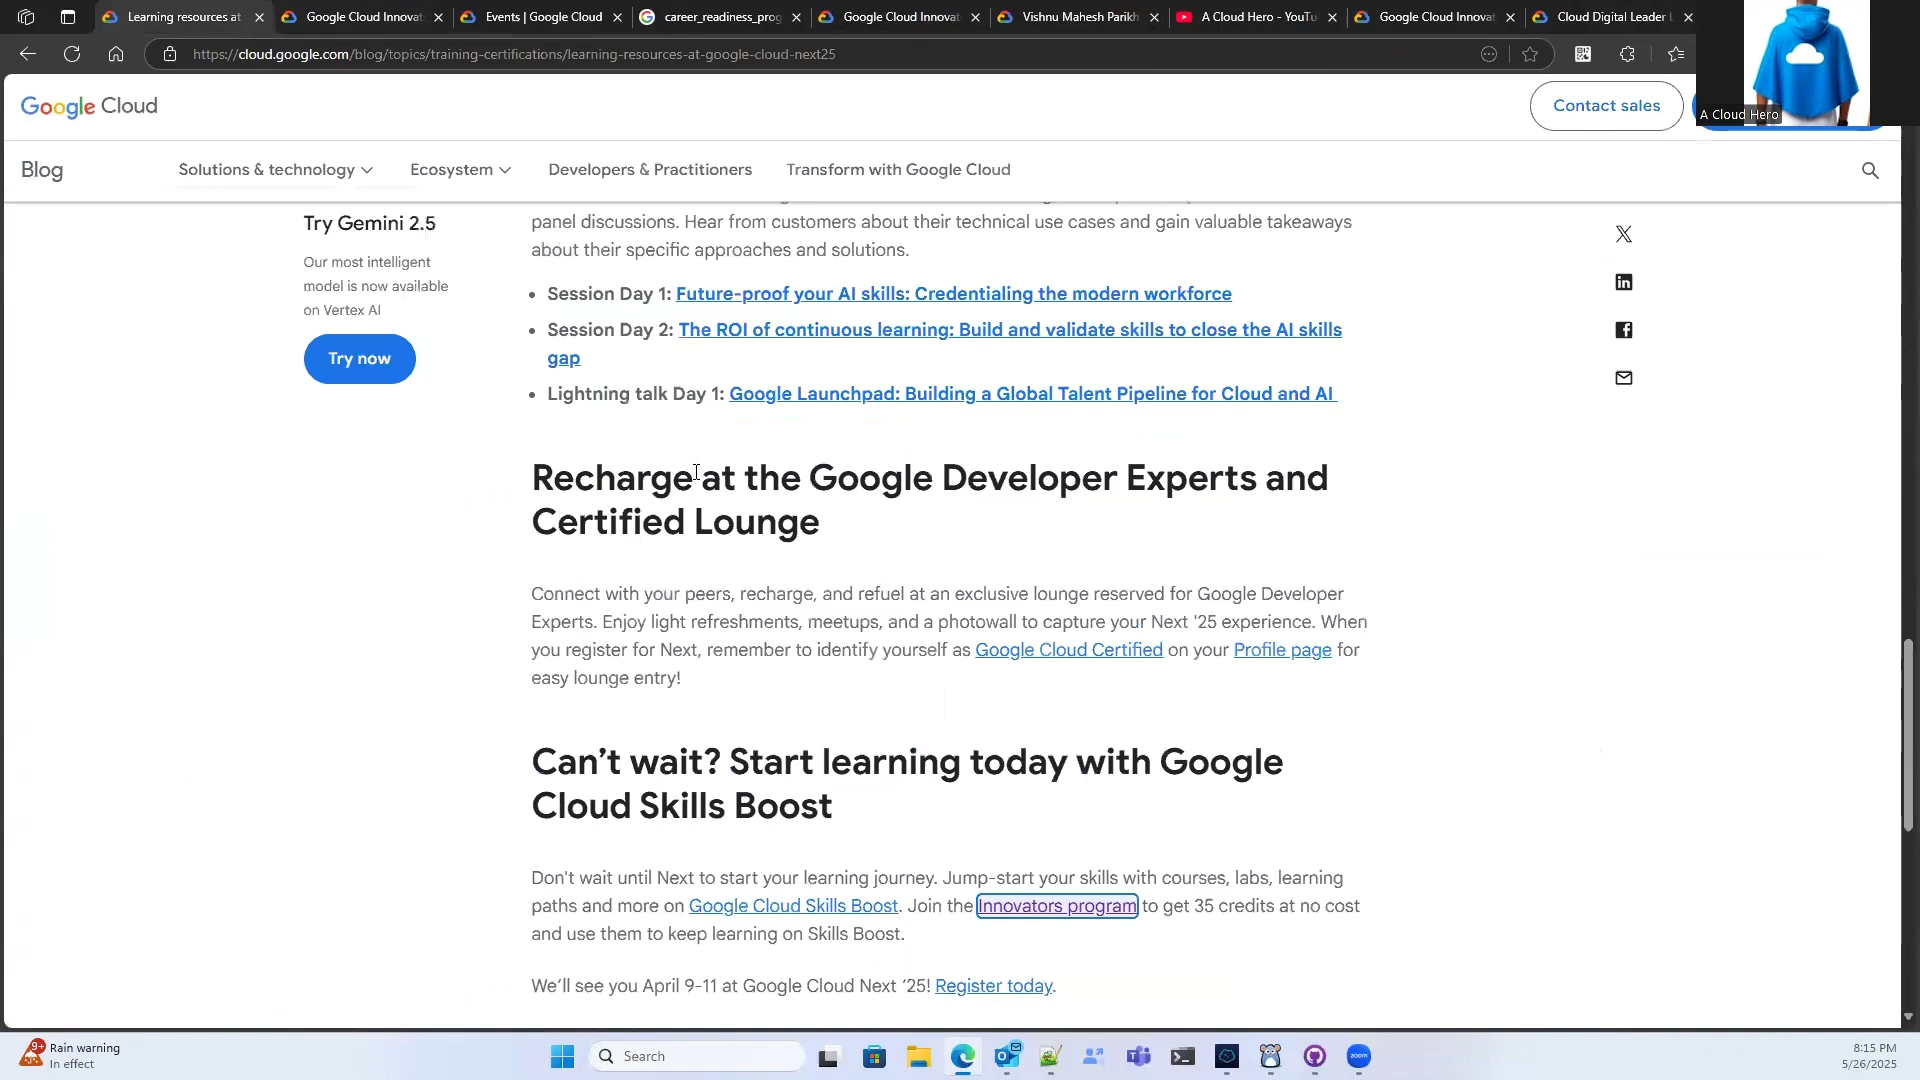 Learning resources at
Google Cloud Innovat
Events | Google Cloud
career_readiness_prog
Google Cloud Innovat
Vishnu Mahesh Parikh
A Cloud Hero - YouTu
Google Cloud Innovat
Cloud Digital Leader L
https://cloud.google.com/blog/topics/training-certifications/learning-resources-at-google-cloud-next25
A Cloud Hero
Google Cloud
Contact sales
Blog
Solutions & technology
Ecosystem
Developers & Practitioners
Transform with Google Cloud
Try Gemini 2.5
Our most intelligent
model is now available
on Vertex AI
Try now
panel discussions. Hear from customers about their technical use cases and gain valuable takeaways
about their specific approaches and solutions.
• Session Day 1: Future-proof your AI skills: Credentialing the modern workforce
• Session Day 2: The ROI of continuous learning: Build and validate skills to close the AI skills
gap
• Lightning talk Day 1: Google Launchpad: Building a Global Talent Pipeline for Cloud and AI
Recharge at the Google Developer Experts and
Certified Lounge
Connect with your peers, recharge, and refuel at an exclusive lounge reserved for Google Developer
Experts. Enjoy light refreshments, meetups, and a photowall to capture your Next '25 experience. When
you register for Next, remember to identify yourself as Google Cloud Certified on your Profile page for
easy lounge entry!
Can’t wait? Start learning today with Google
Cloud Skills Boost
Don't wait until Next to start your learning journey. Jump-start your skills with courses, labs, learning
paths and more on Google Cloud Skills Boost. Join the Innovators program to get 35 credits at no cost
and use them to keep learning on Skills Boost.
We’ll see you April 9-11 at Google Cloud Next ’25! Register today.
9+
Rain warning
In effect
Search
zoom
8:15 PM
5/26/2025